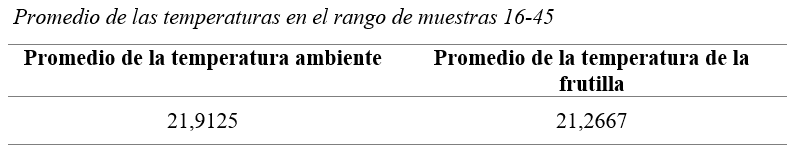 Promedio de las temperaturas en el rango de muestras 16-45
Promedio de la temperatura ambiente
Promedio de la temperatura de la
frutilla
21,9125
21,2667